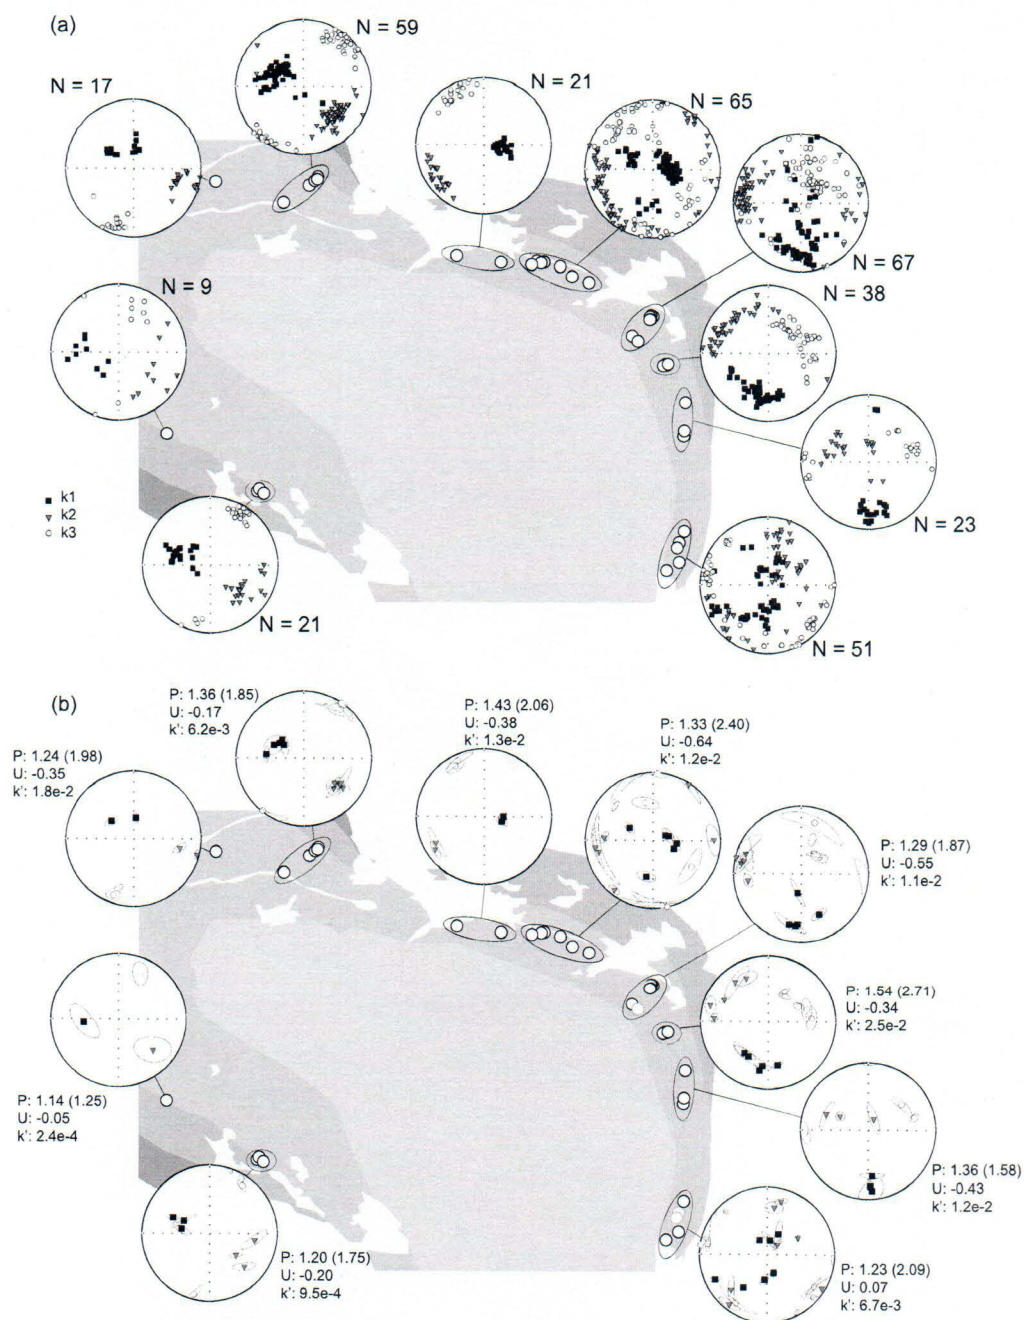 (a)
N = 59
N = 17
N = 21
N = 65
N = 67
N = 9
N = 38
k1
k2
k3
N = 23
N = 21
N = 51
(b)
P: 1.36 (1.85)
U: -0.17
k': 6.2e-3
P: 1.43 (2.06)
U: -0.38
k': 1.3e-2
P: 1.33 (2.40)
U: -0.64
k': 1.2e-2
P: 1.24 (1.98)
U: -0.35
k': 1.8e-2
P: 1.29 (1.87)
U: -0.55
k': 1.1e-2
P: 1.54 (2.71)
U: -0.34
k': 2.5e-2
P: 1.14 (1.25)
U: -0.05
k': 2.4e-4
P: 1.36 (1.58)
U: -0.43
k': 1.2e-2
P: 1.20 (1.75)
U: -0.20
k': 9.5e-4
P: 1.23 (2.09)
U: 0.07
k': 6.7e-3